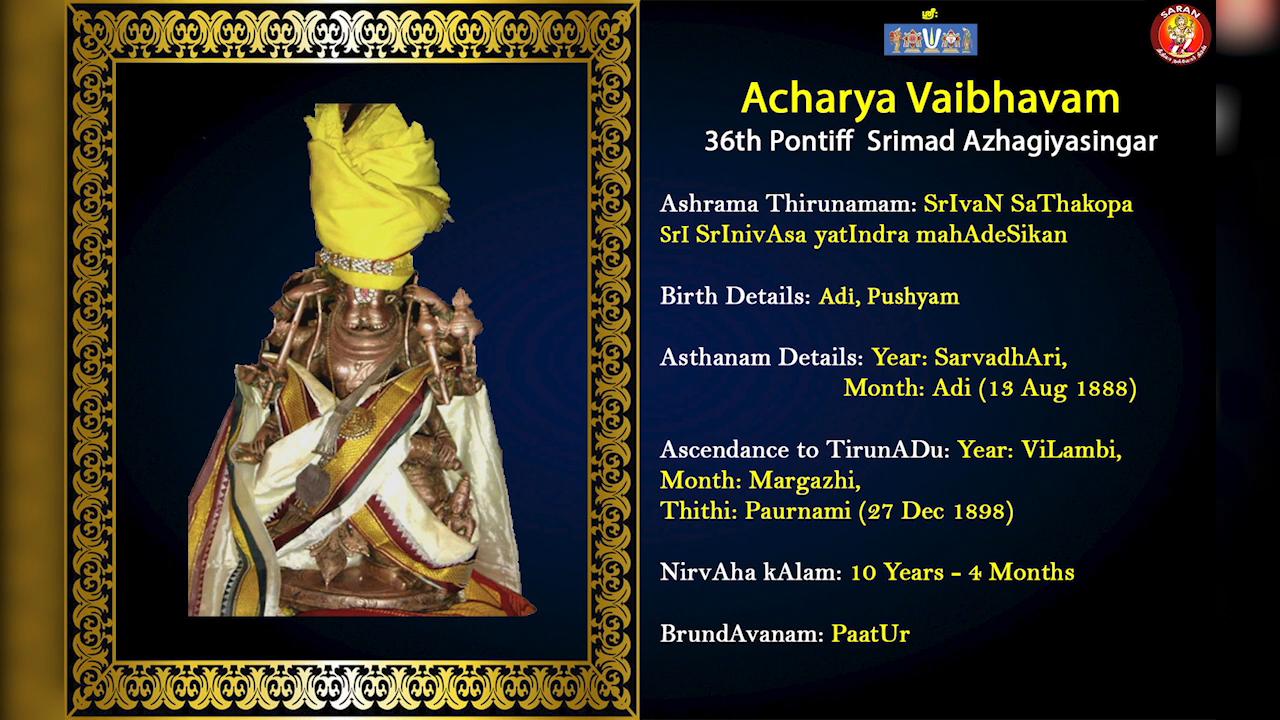 ஸ்ரீ:
SARAN
Acharya Vaibhavam
36th Pontiff Srimad Azhagiyasingar
Ashrama Thirunamam: SrIvaN SaThakopa
SrI SrInivAsa yatIndra mahAdeSikan
Birth Details: Adi, Pushyam
Asthanam Details: Year: SarvadhAri,
Month: Adi (13 Aug 1888)
Ascendance to TirunADu: Year: ViLambi,
Month: Margazhi,
Thithi: Paurnami (27 Dec 1898)
NirvAha kAlam: 10 Years - 4 Months
BrundAvanam: PaatUr